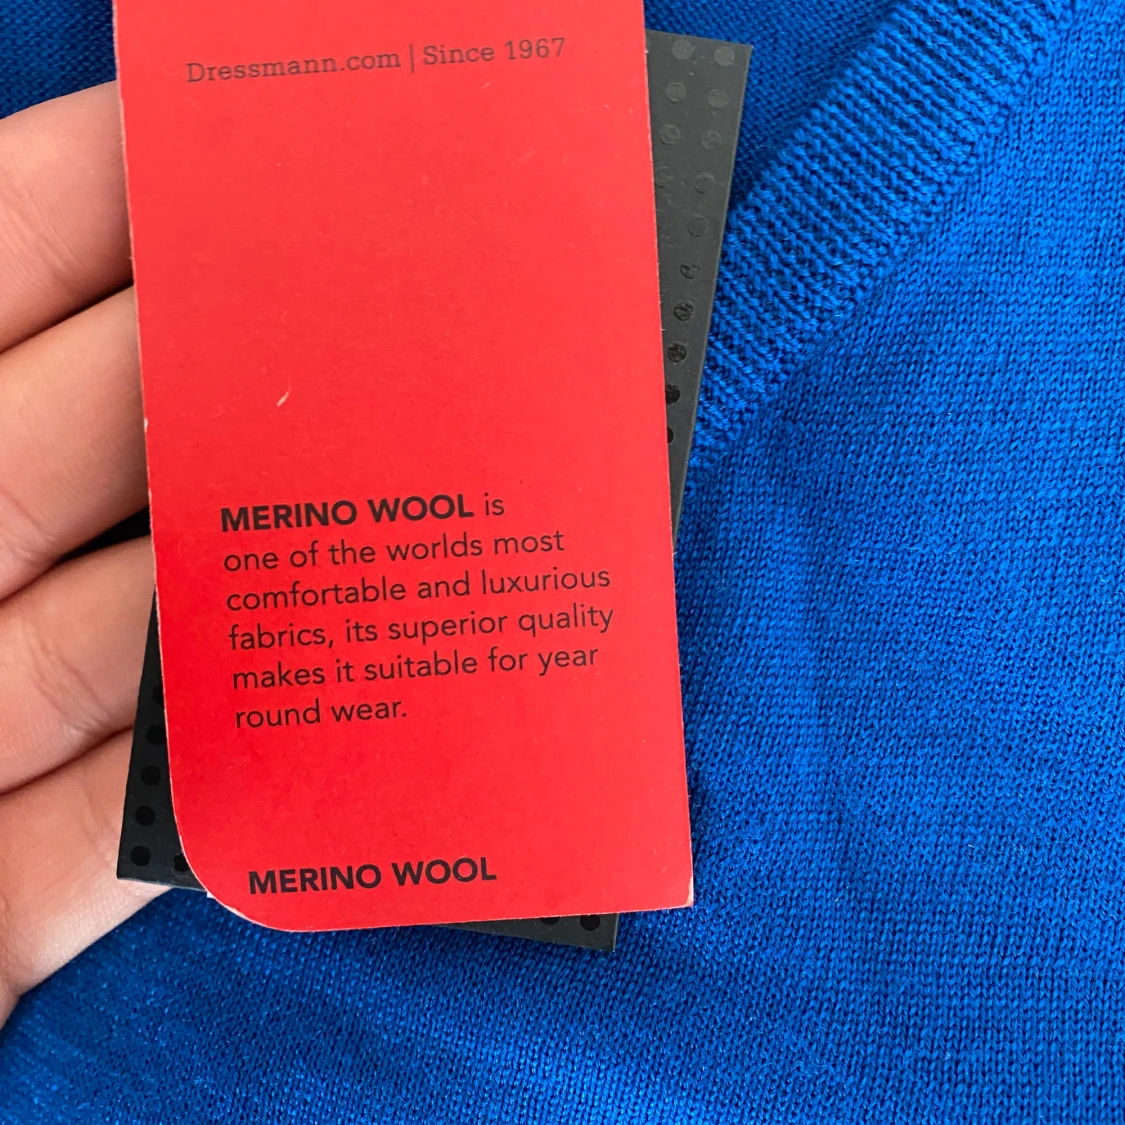 Dressmann.com | Since 1967
MERINO WOOL is
one of the worlds most
comfortable and luxurious
fabrics, its superior quality
makes it suitable for year
round wear.
MERINO WOOL